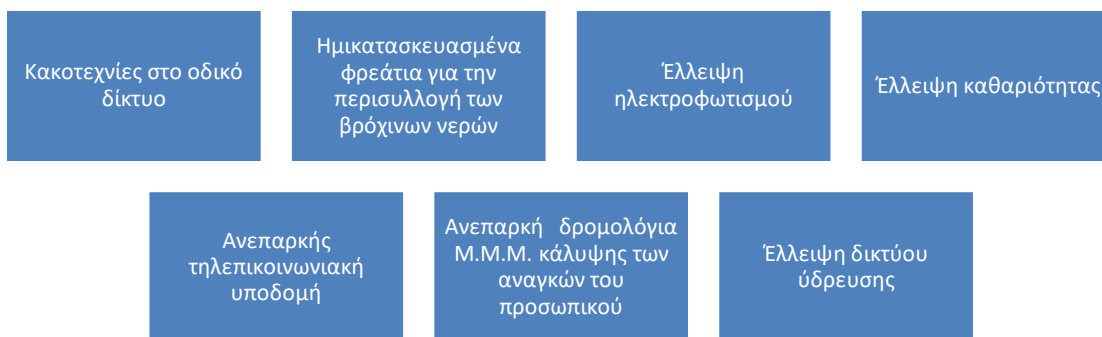 Κακοτεχνίες στο οδικό
δίκτυο
Ημικατασκευασμένα
φρεάτια για την
περισυλλογή των
βρόχινων νερών
Έλλειψη
ηλεκτροφωτισμού
Έλλειψη καθαριότητας
Ανεπαρκής
τηλεπικοινωνιακή
υποδομή
Ανεπαρκή δρομολόγια
Μ.Μ.Μ. κάλυψης των
αναγκών του
προσωπικού
Έλλειψη δικτύου
ύδρευσης